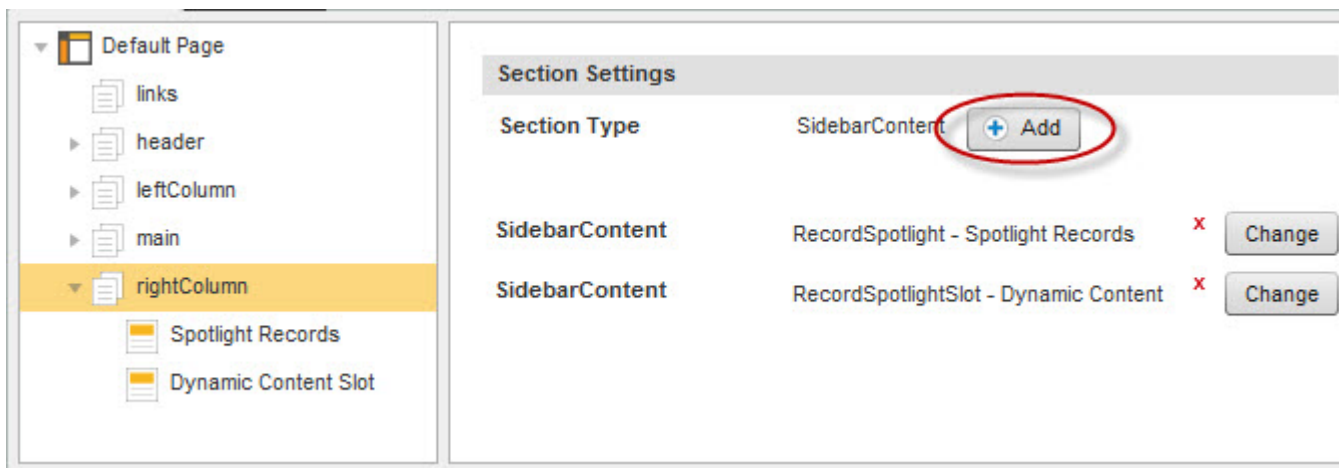 Default Page
links
header
leftColumn
main
rightColumn
Spotlight Records
Dynamic Content Slot
Section Settings
Section Type SidebarContent Add
SidebarContent RecordSpotlight - Spotlight Records x Change
SidebarContent RecordSpotlightSlot - Dynamic Content x Change